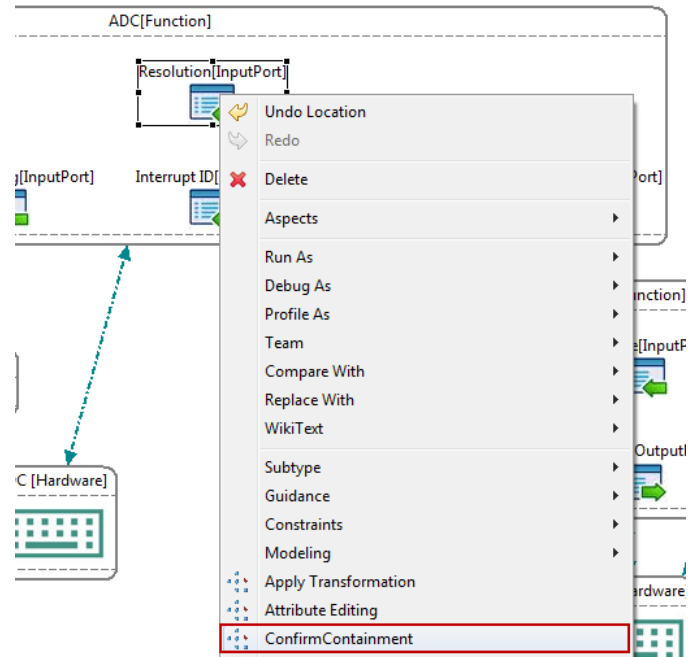 ADC[Function]
Resolution[InputPort]
[InputPort]
Interrupt ID[
Port]
Undo Location
Redo
Delete
Aspects
Run As
Debug As
Profile As
Team
Compare With
Replace With
WikiText
Subtype
Guidance
Constraints
Modeling
Apply Transformation
Attribute Editing
ConfirmContainment
unction]
e[InputP
Output
C [Hardware]
ardware